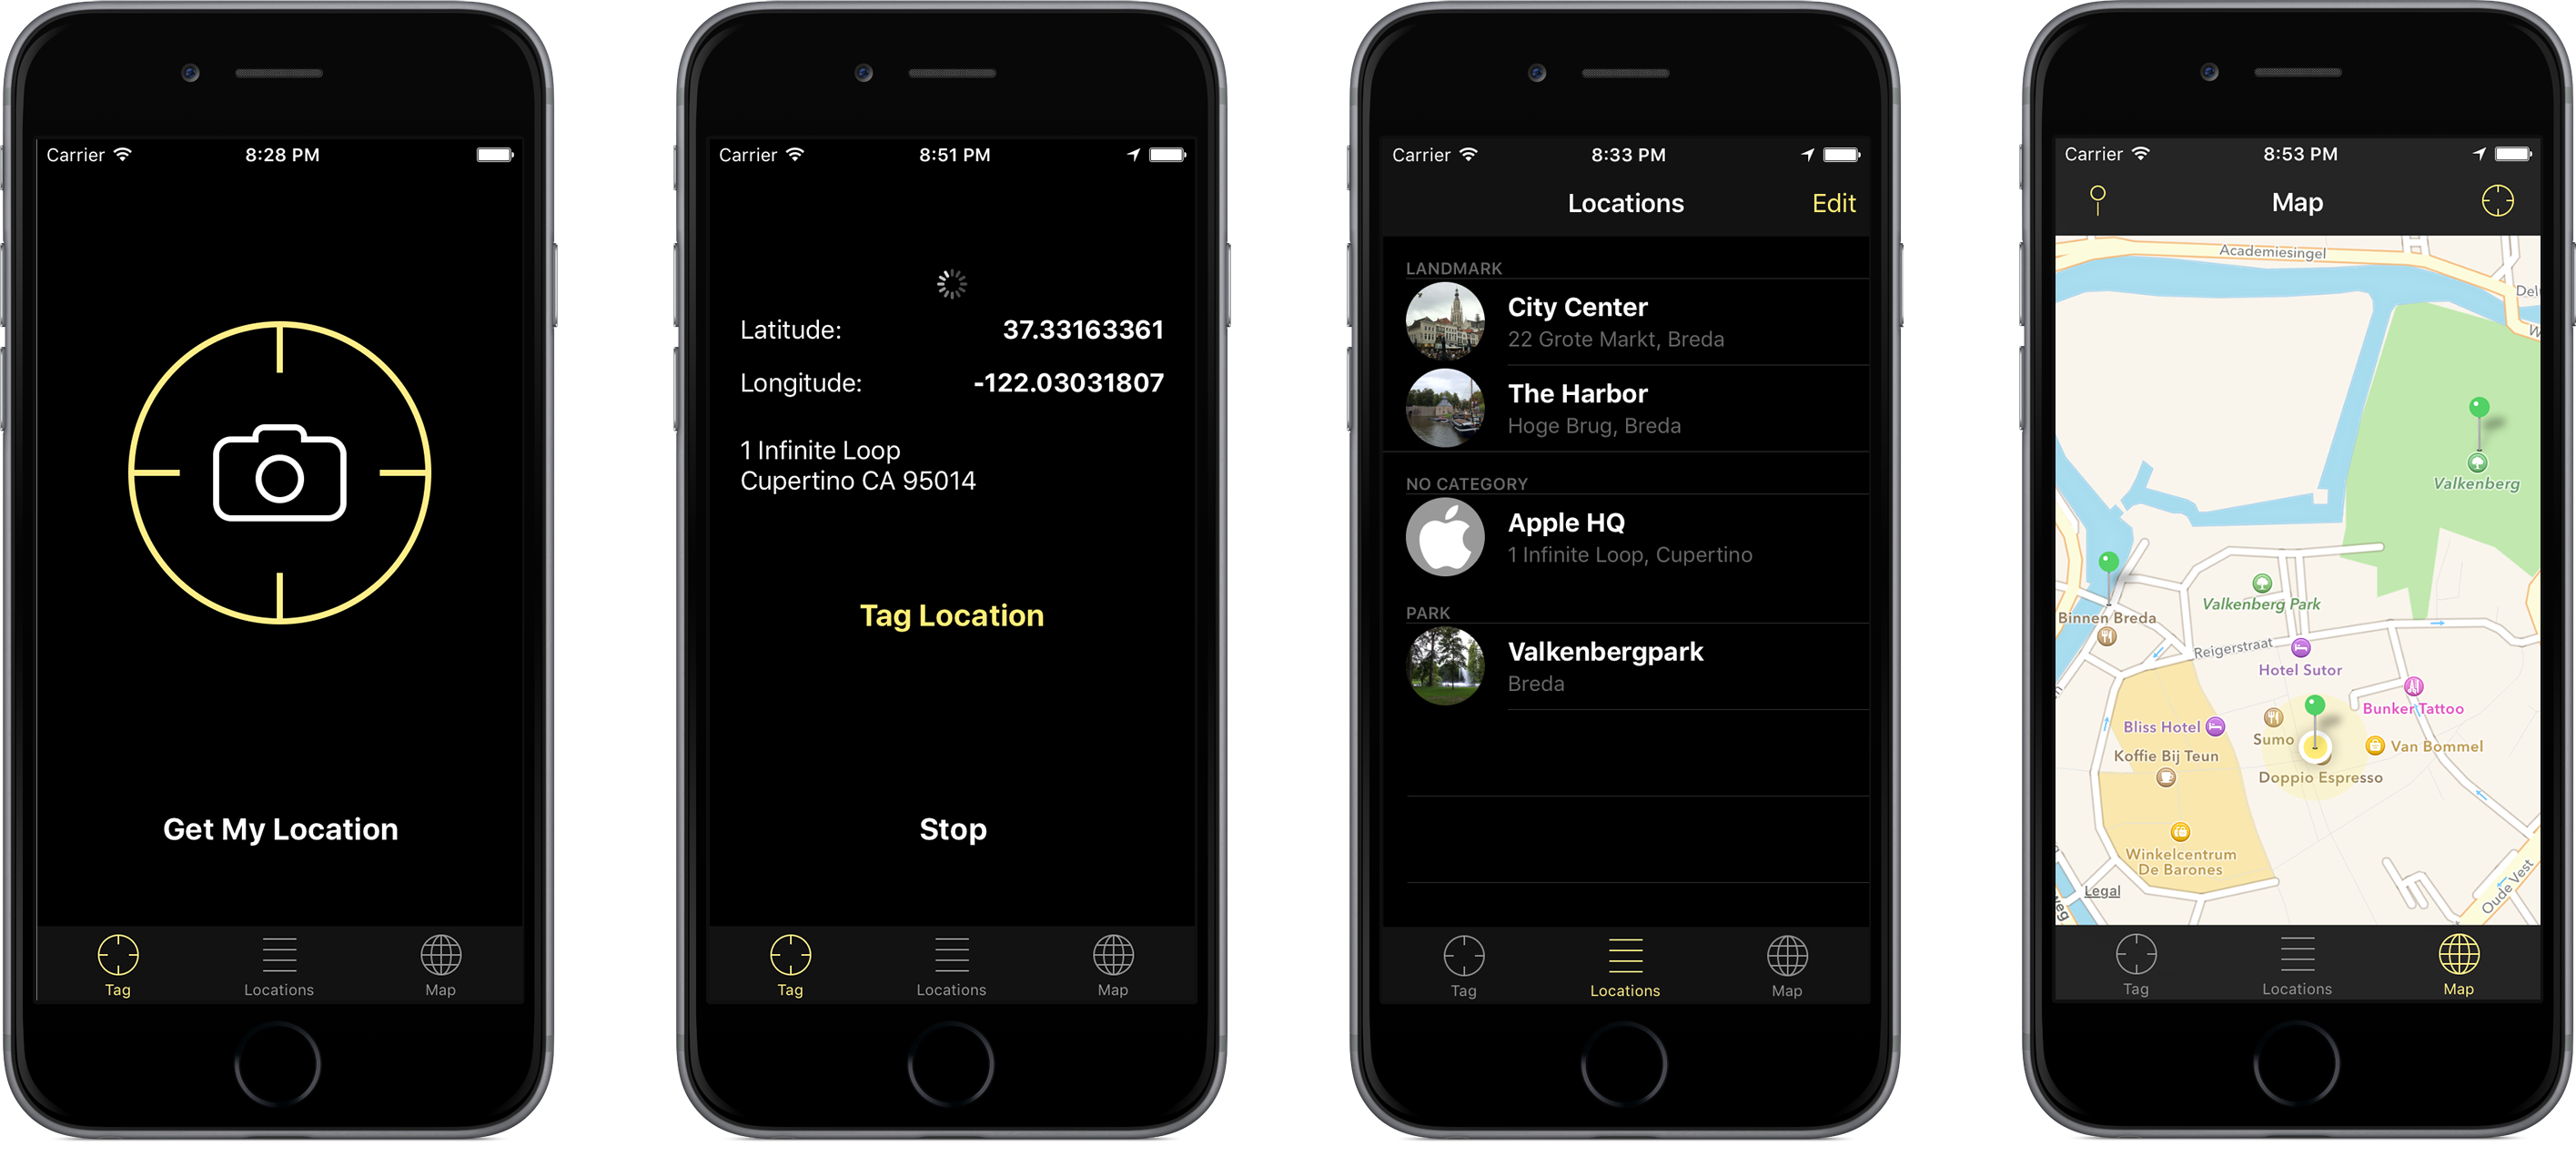 Carrier 8:28 PM
Get My Location
Tag Locations Map
Carrier 8:51 PM
Latitude: 37.33163361
Longitude: -122.03031807
1 Infinite Loop
Cupertino CA 95014
Tag Location
Stop
Tag Locations Map
Carrier 8:33 PM
Locations Edit
LANDMARK
City Center
22 Grote Markt, Breda
The Harbor
Hoge Brug, Breda
NO CATEGORY
Apple HQ
1 Infinite Loop, Cupertino
PARK
Valkenbergpark
Breda
Tag Locations Map
Carrier 8:53 PM
Map
Academiesingel
Valkenberg
Valkenberg Park
Binnen Breda
Reigerstraat
Hotel Sutor
Bunker Tattoo
Bliss Hotel
Sumo
Van Bommel
Koffie Bij Teun
Doppio Espresso
Winkelcentrum
De Barones
Legal
Oude Vest
Tag Locations Map